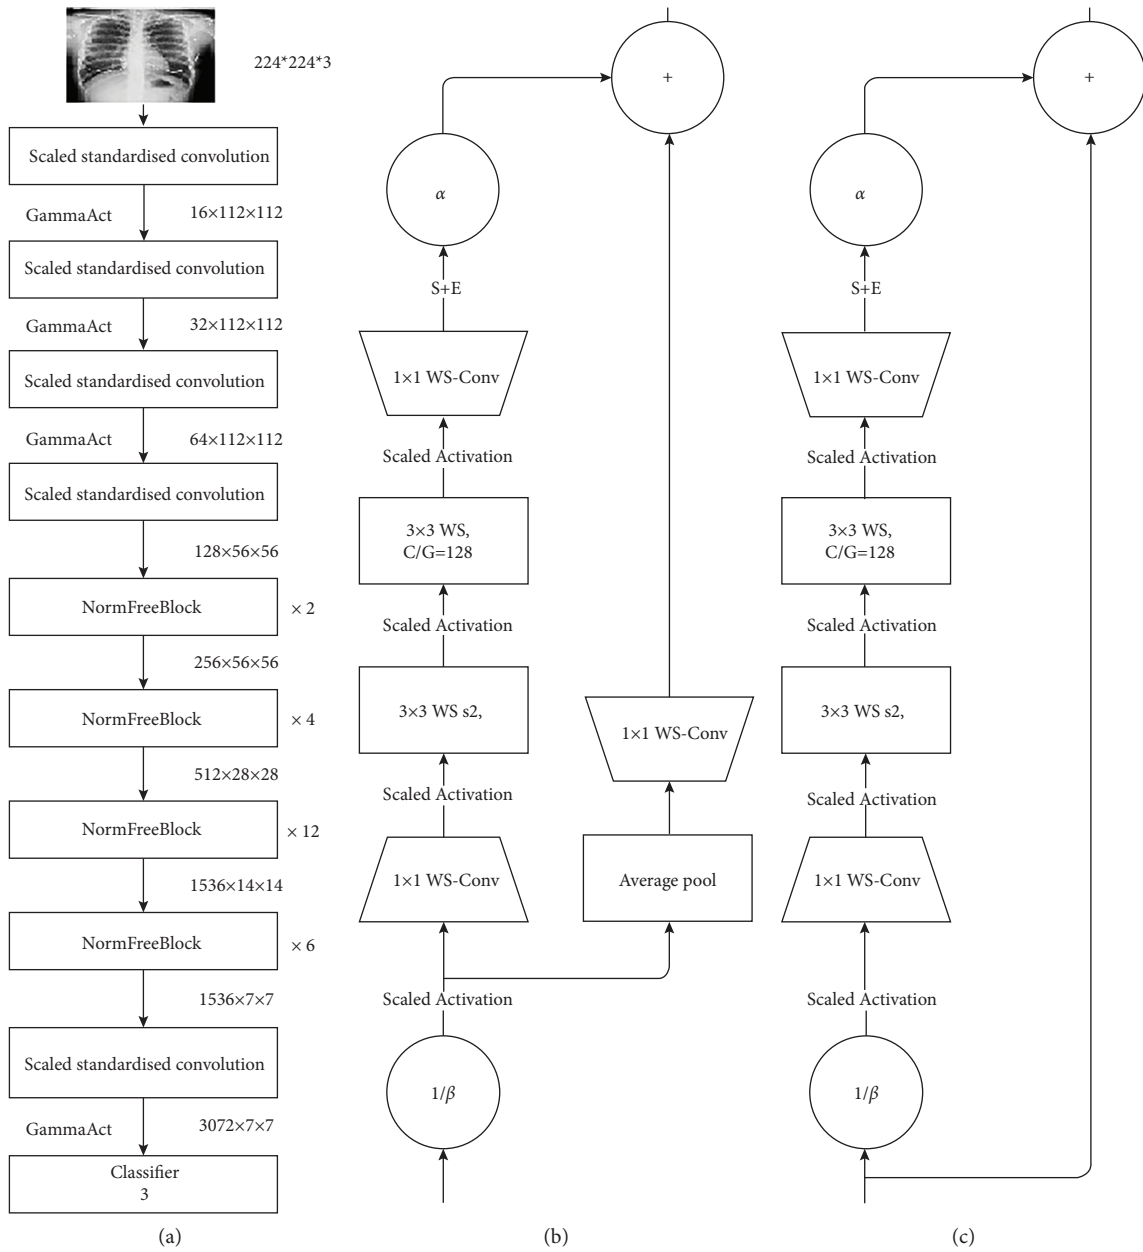 224*224*3
Scaled standardised convolution
GammaAct
16×112×112
Scaled standardised convolution
GammaAct
32×112×112
Scaled standardised convolution
GammaAct
64×112×112
Scaled standardised convolution
128×56×56
NormFreeBlock
× 2
256×56×56
NormFreeBlock
× 4
512×28×28
NormFreeBlock
× 12
1536×14×14
NormFreeBlock
× 6
1536×7×7
Scaled standardised convolution
GammaAct
3072×7×7
Classifier
3
(a)
+
α
S+E
1×1 WS-Conv
Scaled Activation
3×3 WS,
C/G=128
Scaled Activation
3×3 WS s2,
Scaled Activation
1×1 WS-Conv
Scaled Activation
1/β
1×1 WS-Conv
Average pool
(b)
+
α
S+E
1×1 WS-Conv
Scaled Activation
3×3 WS,
C/G=128
Scaled Activation
3×3 WS s2,
Scaled Activation
1×1 WS-Conv
Scaled Activation
1/β
(c)